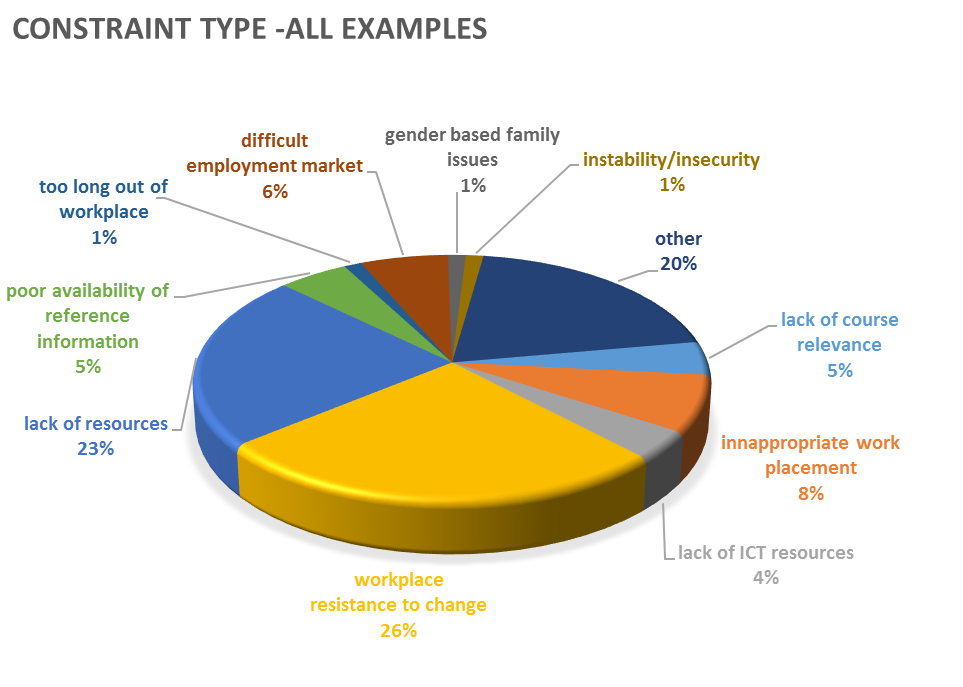 CONSTRAINT TYPE -ALL EXAMPLES
difficult
employment market
6%
gender based family
issues
1%
instability/insecurity
1%
too long out of
workplace
1%
other
20%
poor availability of
reference
information
5%
lack of course
relevance
5%
lack of resources
23%
innappropriate work
placement
8%
lack of ICT resources
4%
workplace
resistance to change
26%